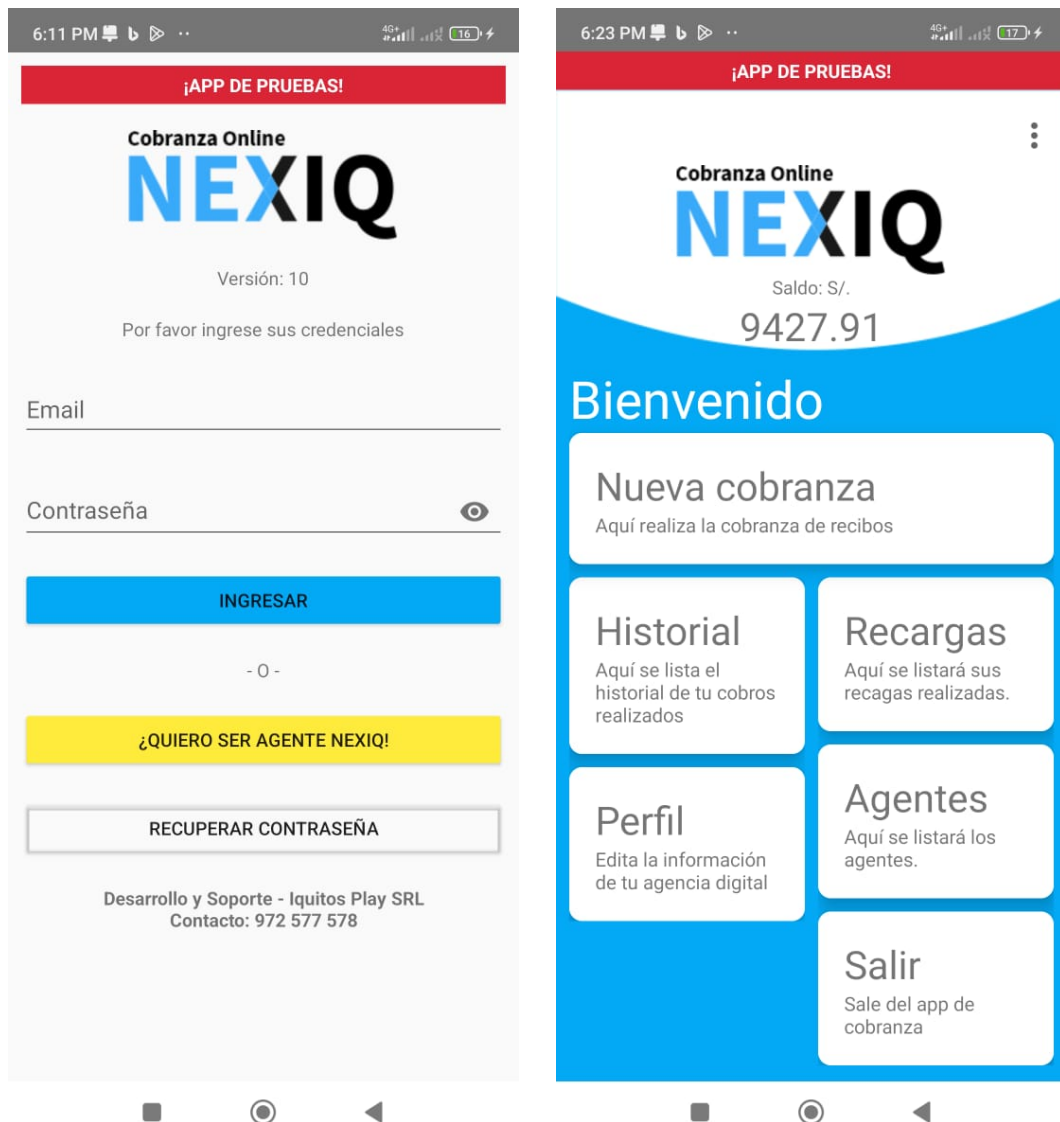 6:11 PM
4G+
16
¡APP DE PRUEBAS!
Cobranza Online
NEXIQ
Versión: 10
Por favor ingrese sus credenciales
Email
Contraseña
INGRESAR
- O -
¿QUIERO SER AGENTE NEXIQ!
RECUPERAR CONTRASEÑA
Desarrollo y Soporte - Iquitos Play SRL
Contacto: 972 577 578
6:23 PM
4G+
17
¡APP DE PRUEBAS!
Cobranza Online
NEXIQ
Saldo: S/.
9427.91
Bienvenido
Nueva cobranza
Aquí realiza la cobranza de recibos
Historial
Aquí se lista el
historial de tu cobros
realizados
Recargas
Aquí se listará sus
recagas realizadas.
Perfil
Edita la información
de tu agencia digital
Agentes
Aquí se listará los
agentes.
Salir
Sale del app de
cobranza